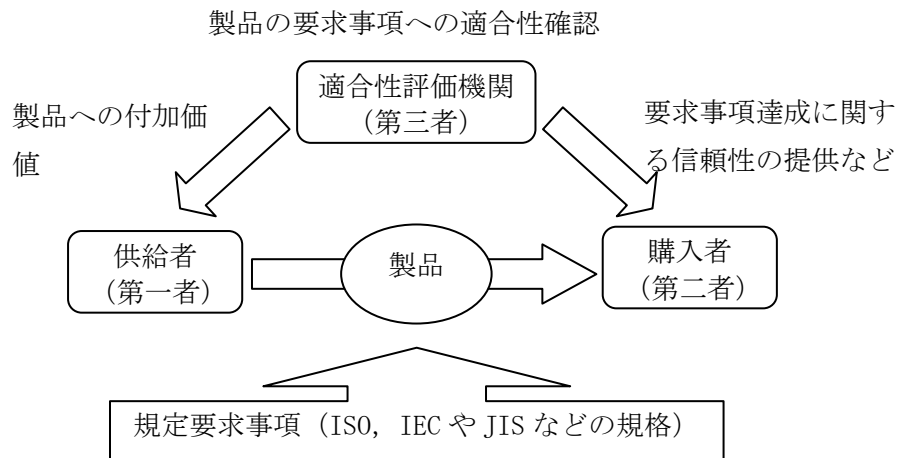 製品の要求事項への適合性確認
適合性評価機関
（第三者）
製品への付加価
値
要求事項達成に関す
る信頼性の提供など
供給者
（第一者）
製品
購入者
（第二者）
規定要求事項（ISO, IEC や JIS などの規格）